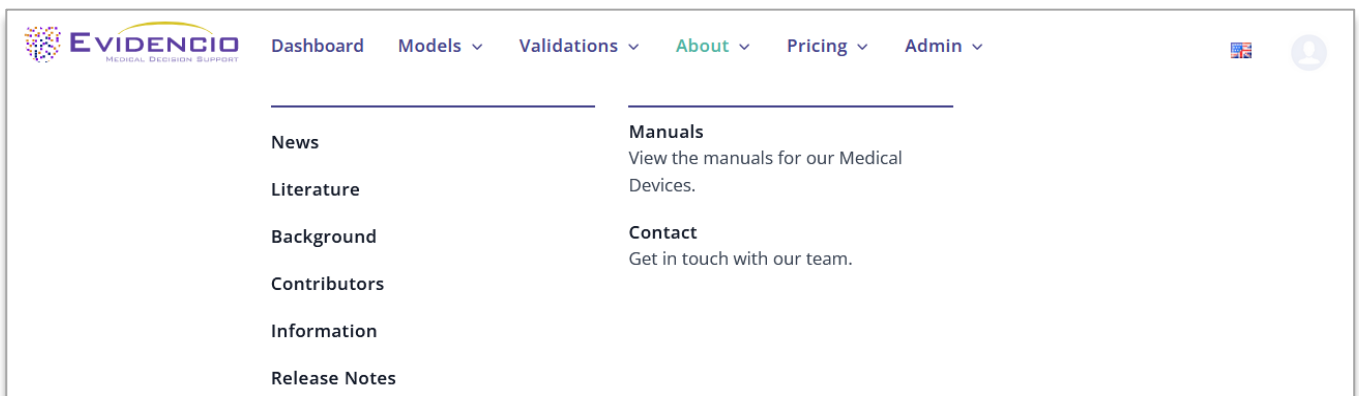 EVIDENCIO
MEDICAL DECISION SUPPORT
Dashboard Models Validations About Pricing Admin
News
Literature
Background
Contributors
Information
Release Notes
Manuals
View the manuals for our Medical
Devices.
Contact
Get in touch with our team.